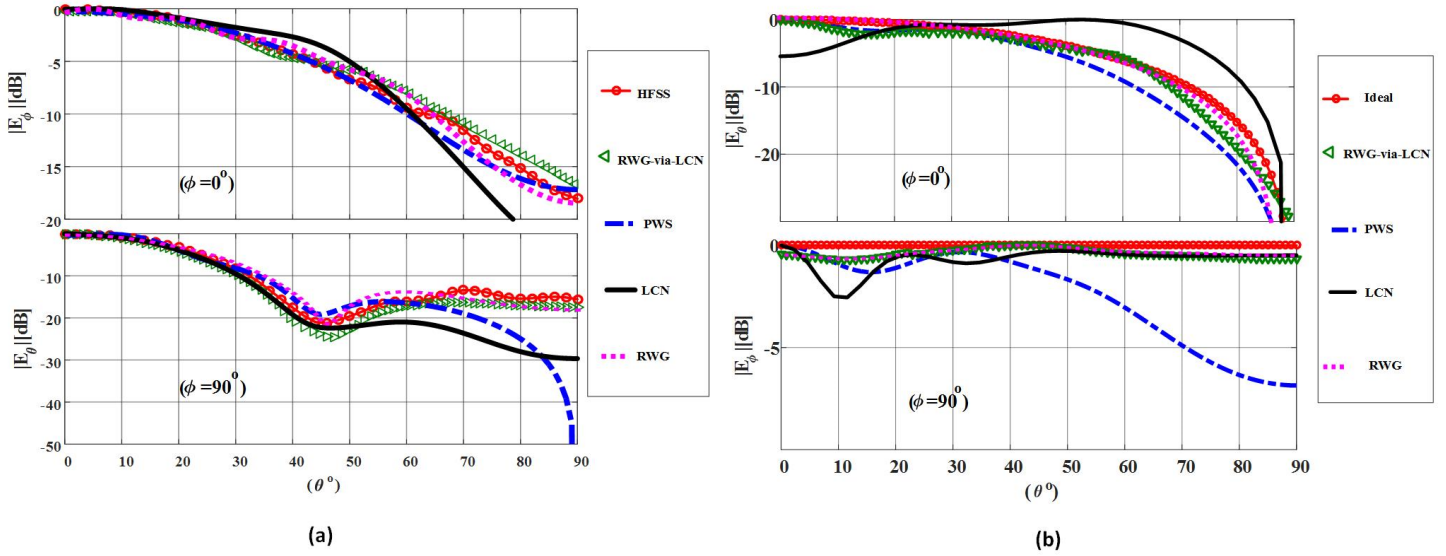 |E_ϕ| [dB]
0
-5
-10
-15
-20
(ϕ=0°)
|E_θ| [dB]
-10
-20
-30
-40
-50
(ϕ=90°)
0 10 20 30 40 50 60 70 80 90
(θ°)
HFSS
RWG-via-LCN
PWS
LCN
RWG
(a)
|E_θ| [dB]
0
-10
-20
(ϕ=0°)
|E_ϕ| [dB]
0
-5
(ϕ=90°)
0 10 20 30 40 50 60 70 80 90
(θ°)
Ideal
RWG-via-LCN
PWS
LCN
RWG
(b)